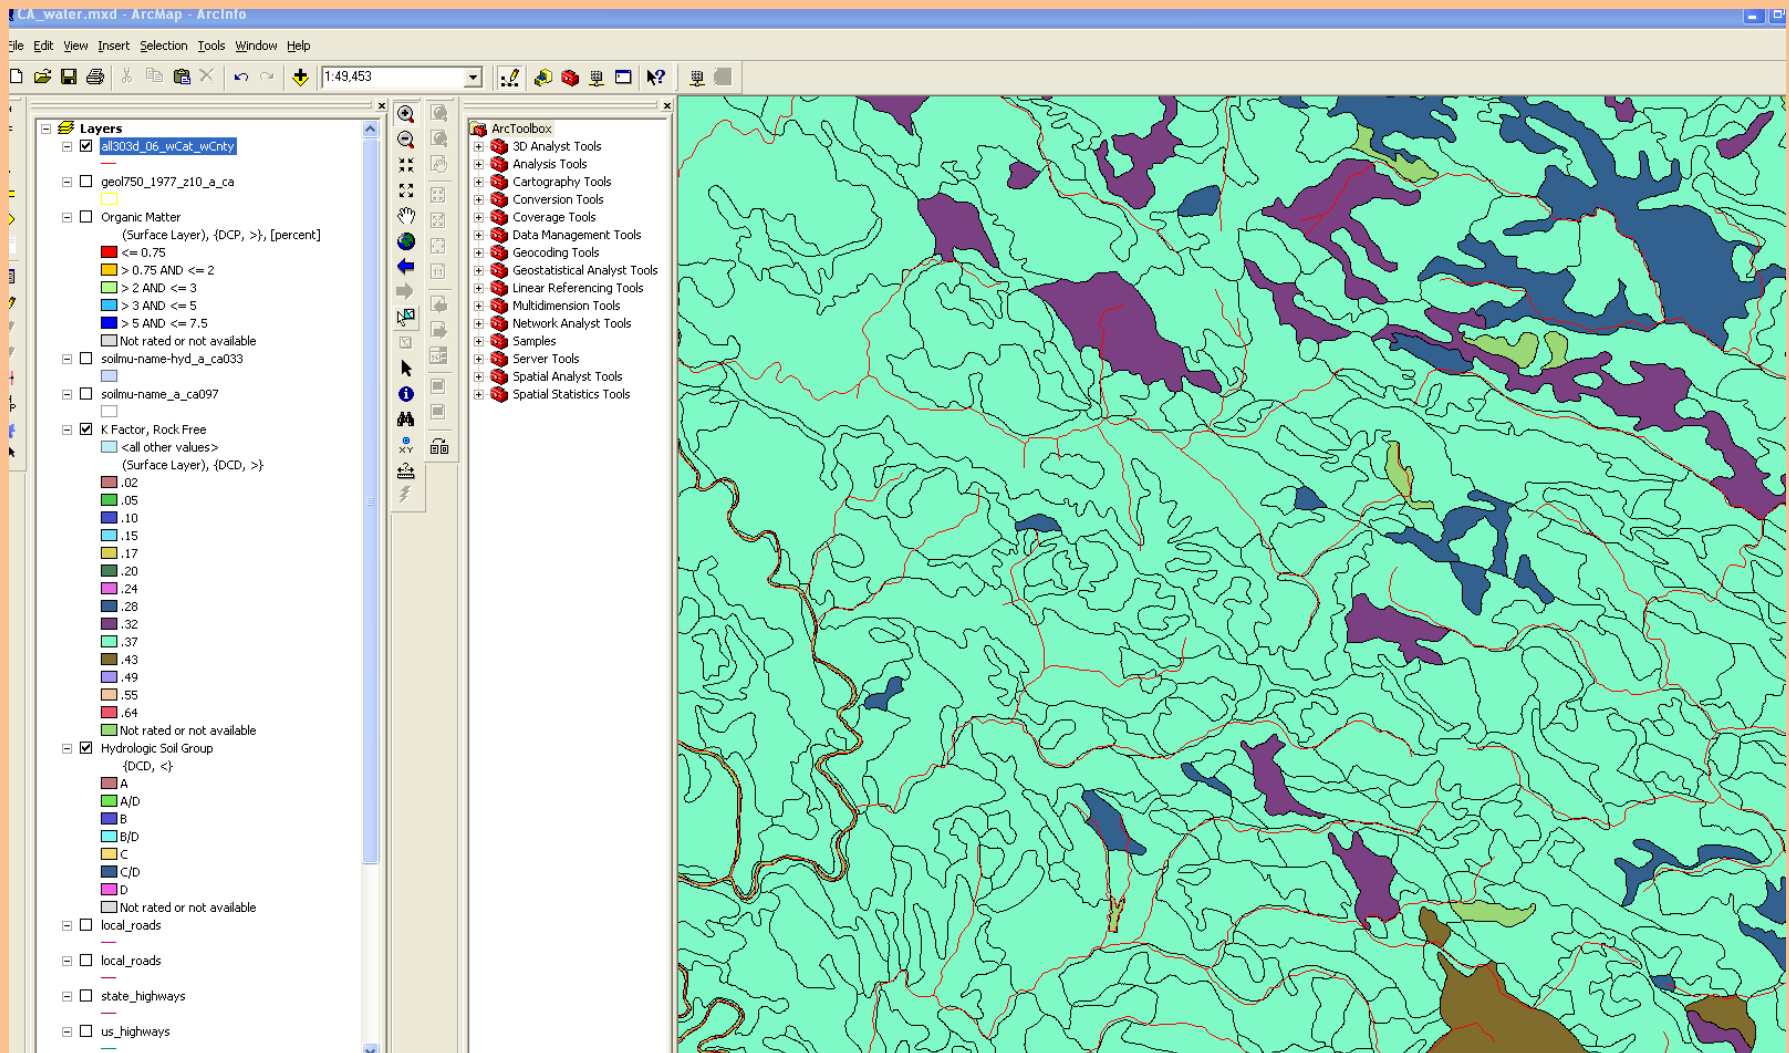 CA_water.mxd - ArcMap - ArcInfo
File Edit View Insert Selection Tools Window Help
1:49,453
Layers
all303d_06_wCat_wCnty
geol750_1977_z10_a_ca
Organic Matter
(Surface Layer), {DCP, >}, [percent]
<= 0.75
> 0.75 AND <= 2
> 2 AND <= 3
> 3 AND <= 5
> 5 AND <= 7.5
Not rated or not available
soilmu-name-hyd_a_ca033
soilmu-name_a_ca097
K Factor, Rock Free
<all other values>
(Surface Layer), {DCD, >}
.02
.05
.10
.15
.17
.20
.24
.28
.32
.37
.43
.49
.55
.64
Not rated or not available
Hydrologic Soil Group
{DCD, <}
A
A/D
B
B/D
C
C/D
D
Not rated or not available
local_roads
local_roads
state_highways
us_highways
ArcToolbox
3D Analyst Tools
Analysis Tools
Cartography Tools
Conversion Tools
Coverage Tools
Data Management Tools
Geocoding Tools
Geostatistical Analyst Tools
Linear Referencing Tools
Multidimension Tools
Network Analyst Tools
Samples
Server Tools
Spatial Analyst Tools
Spatial Statistics Tools
XY